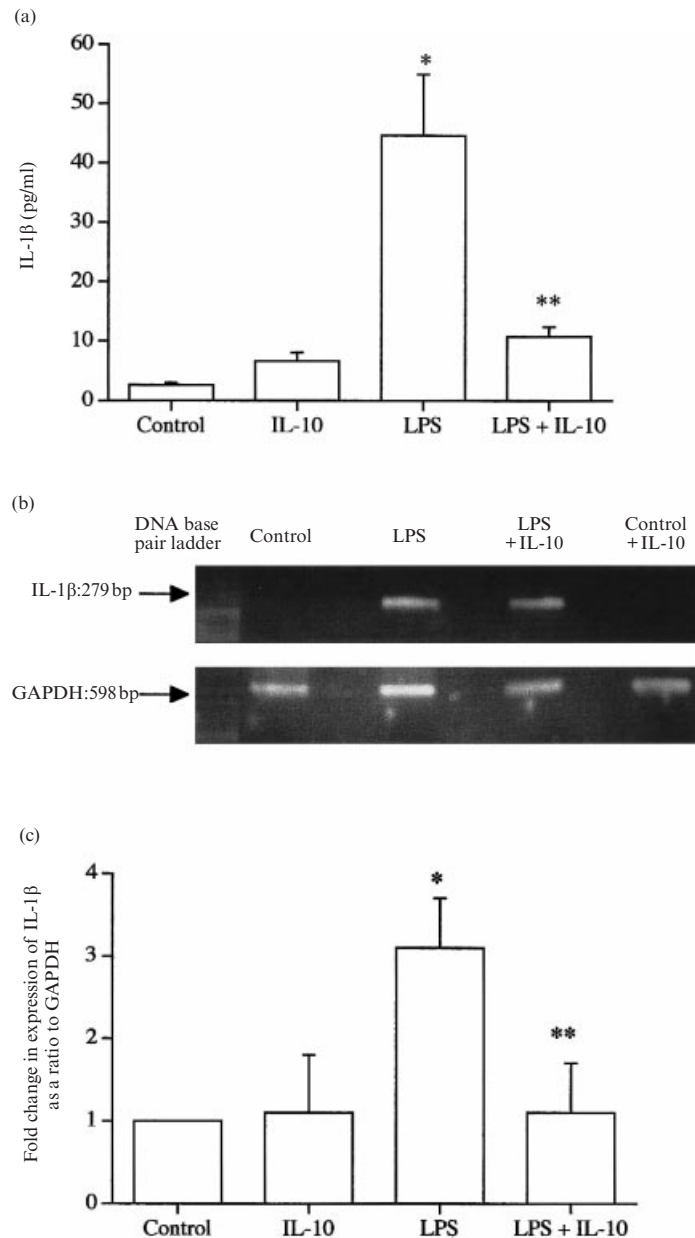 (a)
60
50
40
30
20
10
0
IL-1β (pg/ml)
*
**
Control IL-10 LPS LPS + IL-10
(b)
DNA base
pair ladder
Control
LPS
LPS
+IL-10
Control
+IL-10
IL-1β:279 bp
GAPDH:598 bp
(c)
4
3
2
1
0
Fold change in expression of IL-1β
as a ratio to GAPDH
*
**
Control IL-10 LPS LPS + IL-10